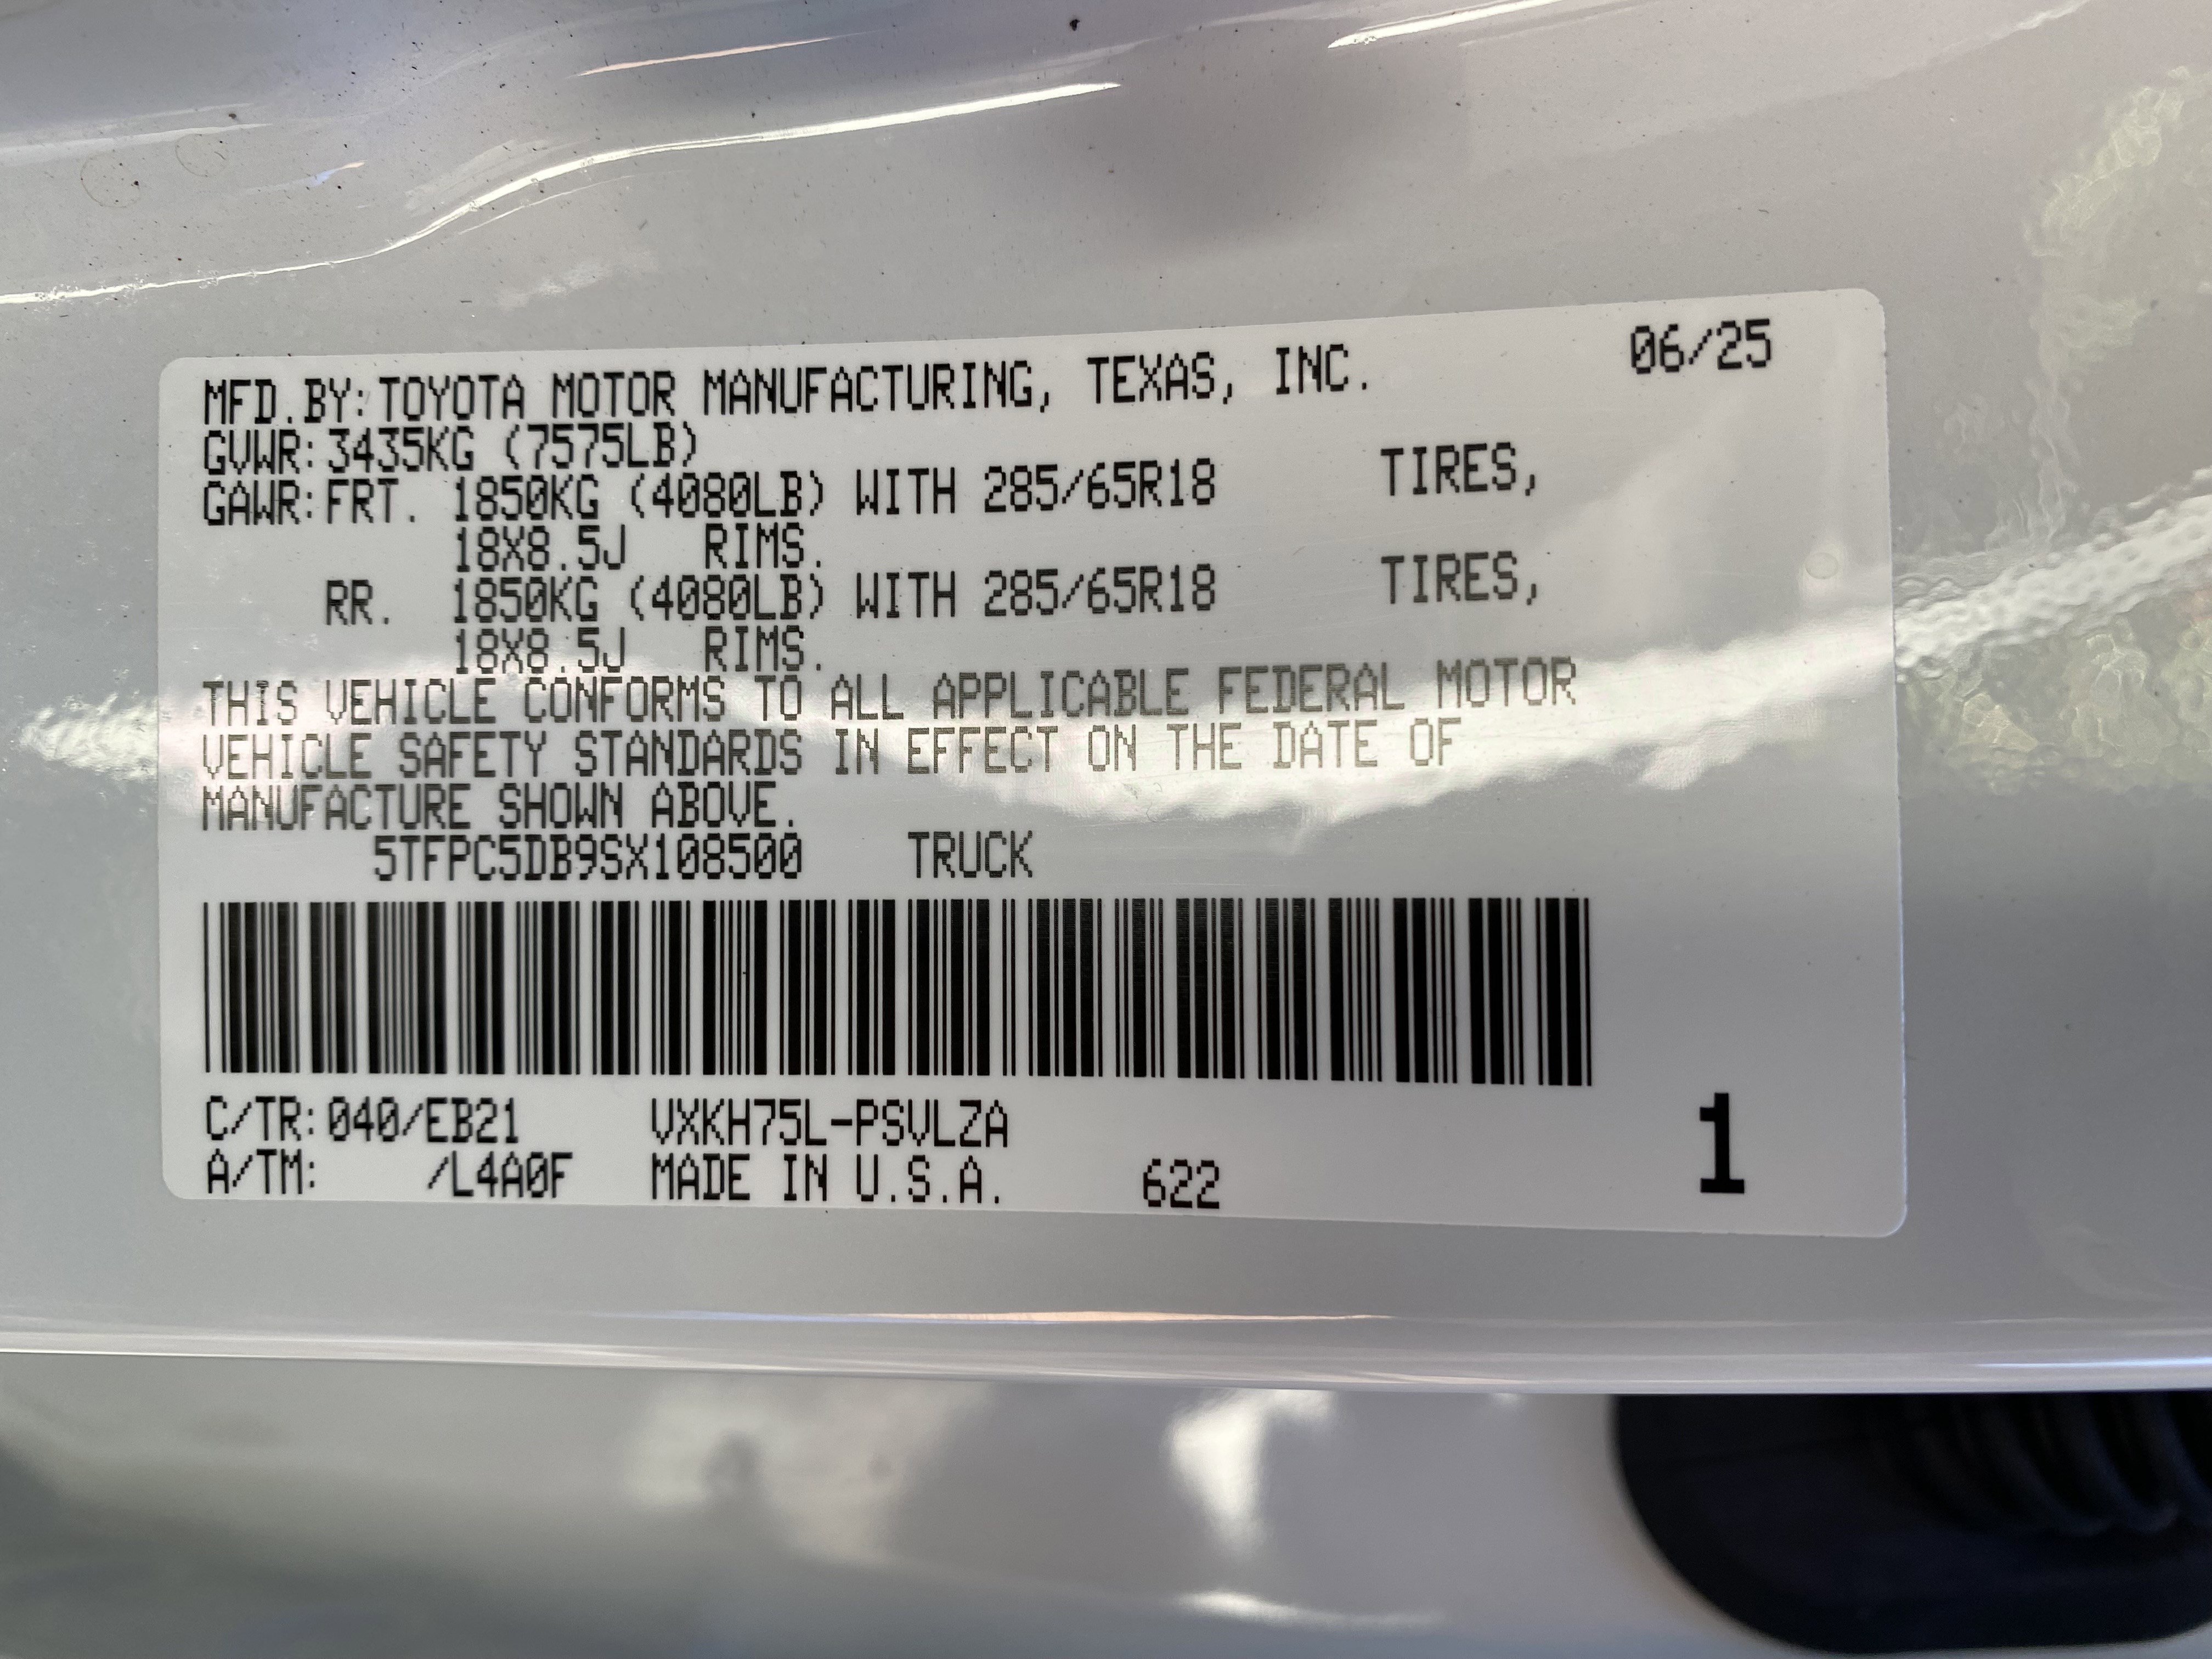 06/25
MFD.BY:TOYOTA MOTOR MANUFACTURING, TEXAS, INC.
GVWR:3435KG (7575LB)
GAWR:FRT. 1850KG (4080LB) WITH 285/65R18 TIRES,
18X8.5J RIMS.
RR. 1850KG (4080LB) WITH 285/65R18 TIRES,
18X8.5J RIMS.
THIS VEHICLE CONFORMS TO ALL APPLICABLE FEDERAL MOTOR
VEHICLE SAFETY STANDARDS IN EFFECT ON THE DATE OF
MANUFACTURE SHOWN ABOVE.
5TFPC5DB9SX108500 TRUCK
C/TR:040/EB21 VXKH75L-PSVLZA
A/TM: /L4A0F MADE IN U.S.A. 622
1